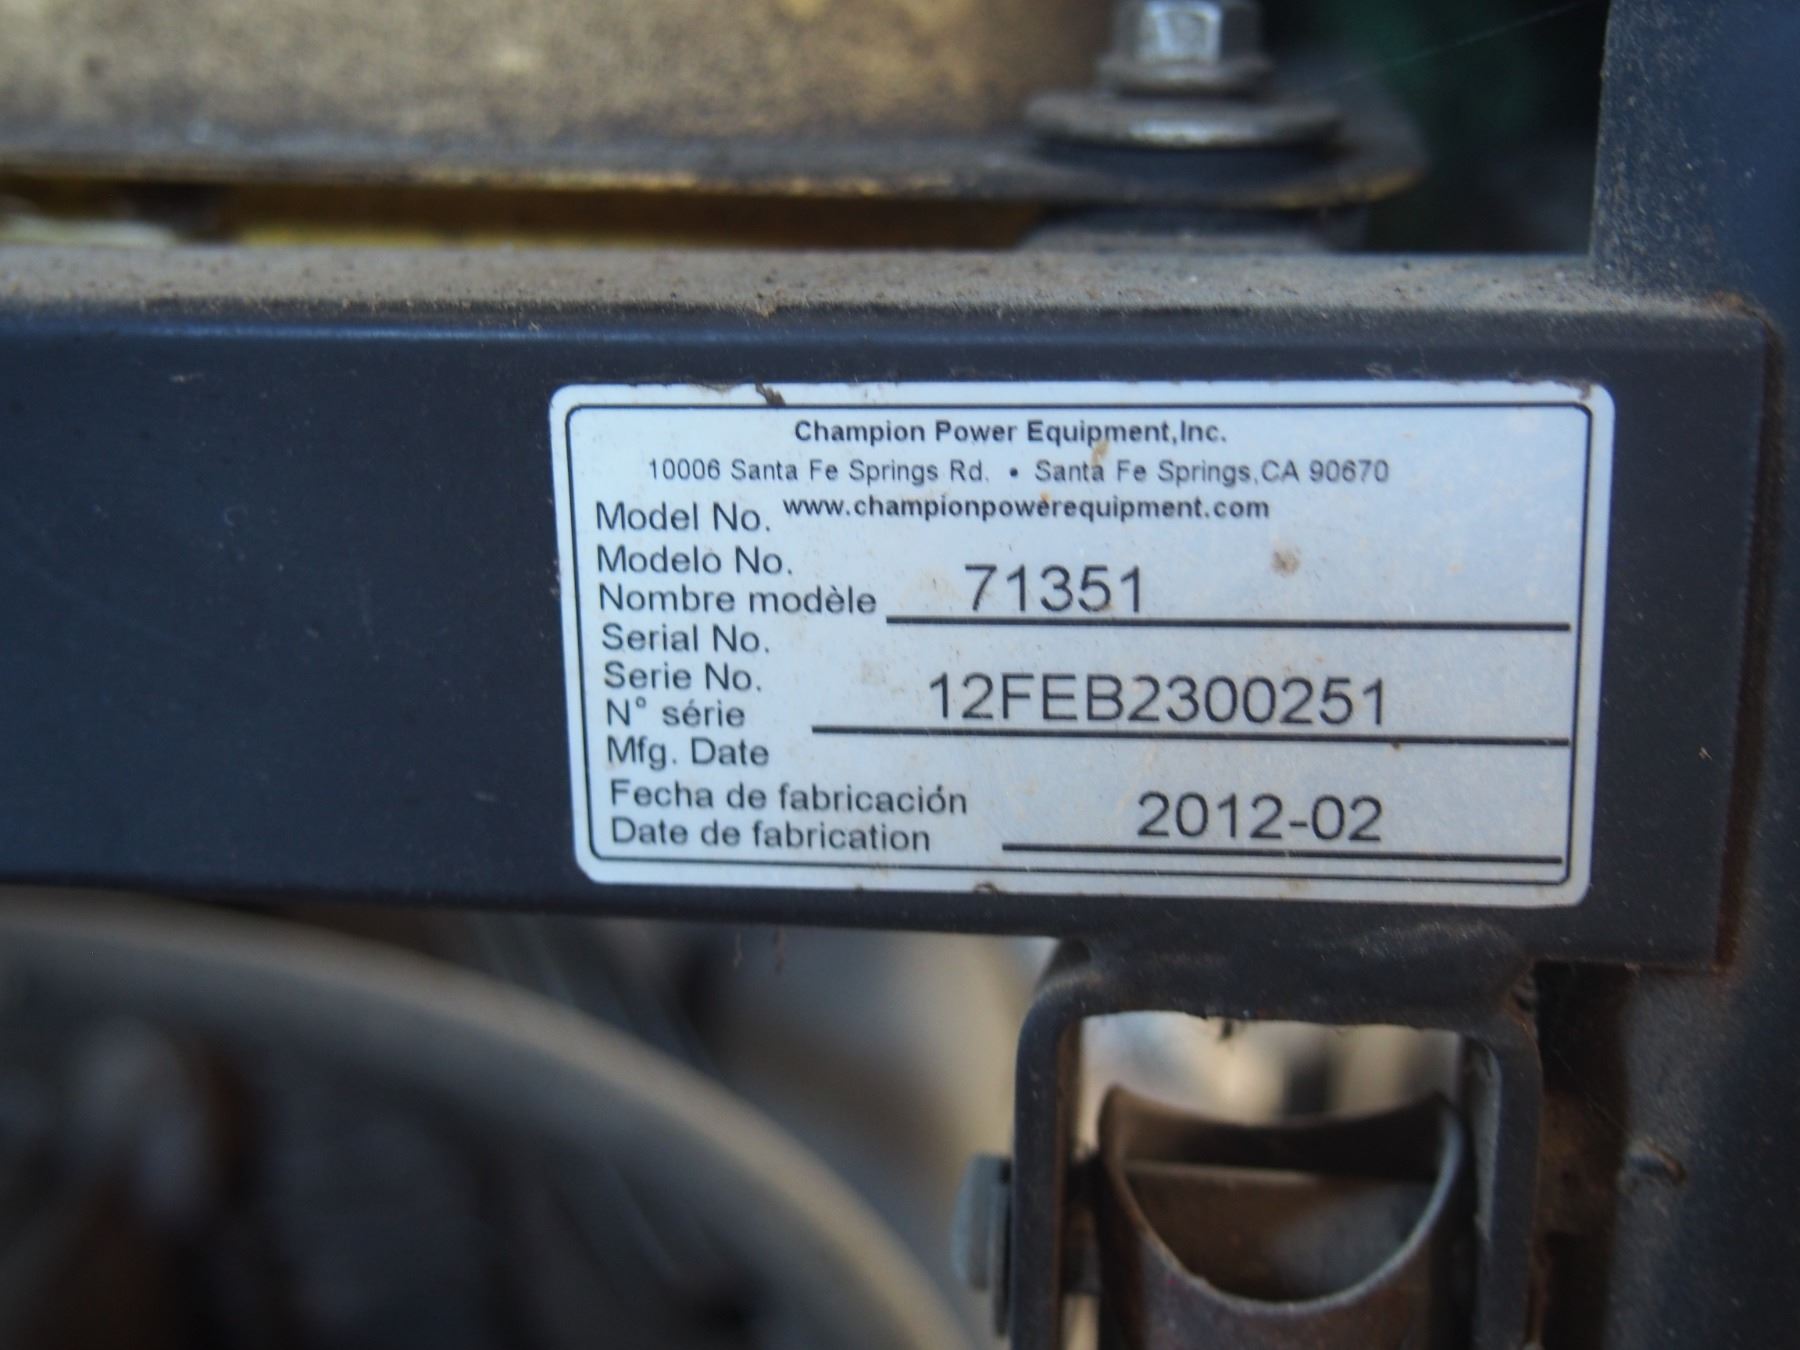 Champion Power Equipment,Inc.
10006 Santa Fe Springs Rd. • Santa Fe Springs,CA 90670
www.championpowerequipment.com
Model No.
Modelo No.
Nombre modèle 71351
Serial No.
Serie No.
N° série 12FEB2300251
Mfg. Date
Fecha de fabricación
Date de fabrication 2012-02